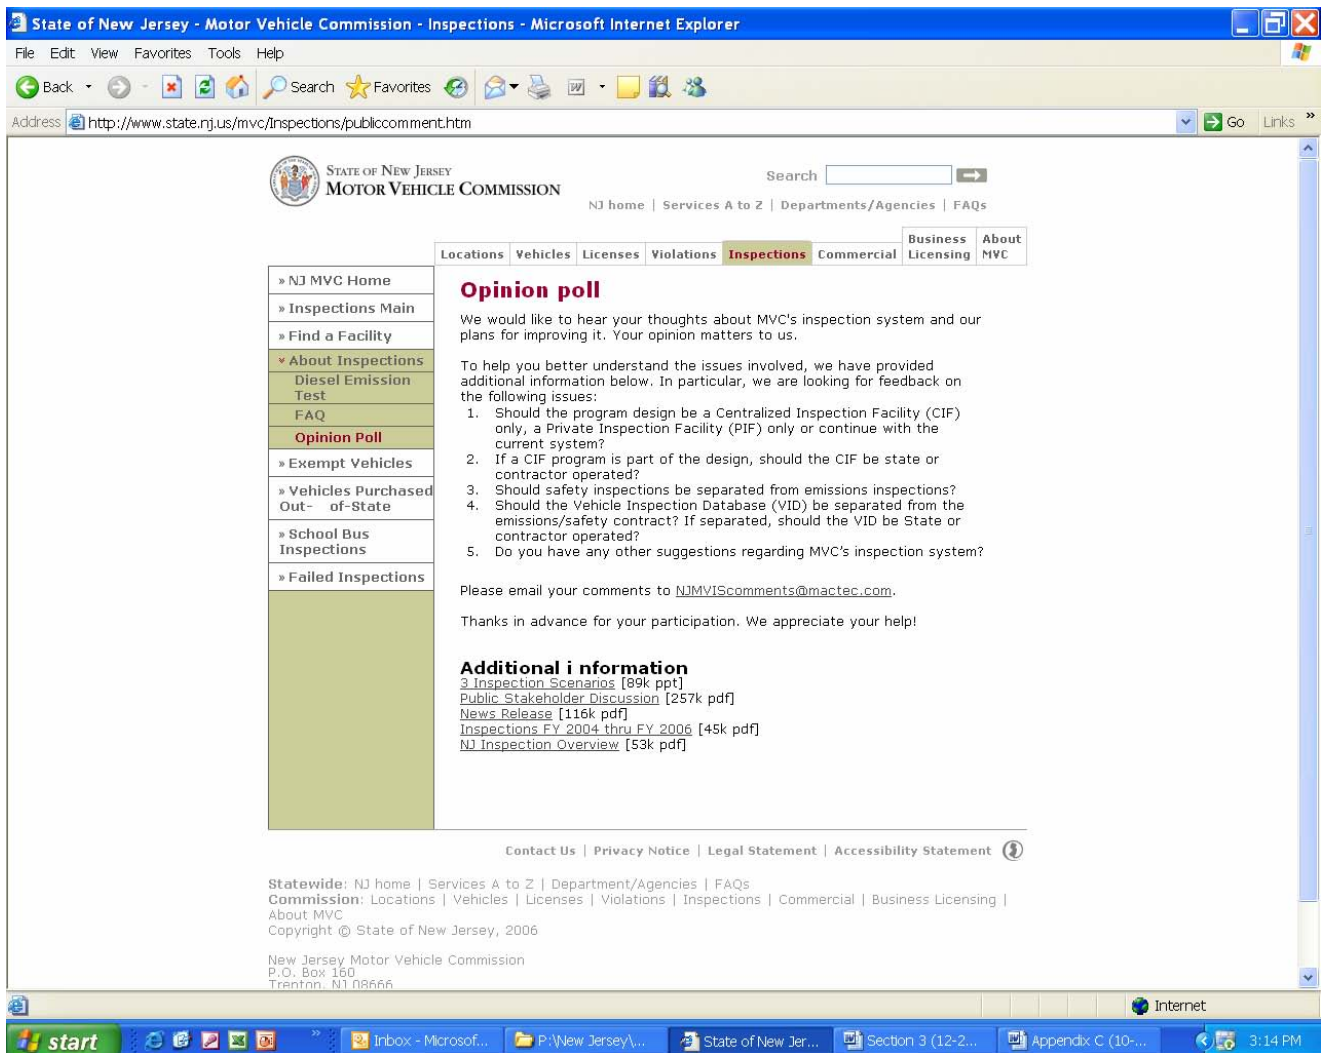 State of New Jersey - Motor Vehicle Commission - Inspections - Microsoft Internet Explorer
File Edit View Favorites Tools Help
Back Search Favorites
Address http://www.state.nj.us/mvc/Inspections/publiccomment.htm Go Links »
STATE OF NEW JERSEY
MOTOR VEHICLE COMMISSION
Search
NJ home | Services A to Z | Departments/Agencies | FAQs
Locations Vehicles Licenses Violations Inspections Commercial Business Licensing About MVC
» NJ MVC Home
» Inspections Main
» Find a Facility
About Inspections
Diesel Emission
Test
FAQ
Opinion Poll
» Exempt Vehicles
» Vehicles Purchased
Out- of-State
» School Bus
Inspections
» Failed Inspections
Opinion poll
We would like to hear your thoughts about MVC's inspection system and our
plans for improving it. Your opinion matters to us.
To help you better understand the issues involved, we have provided
additional information below. In particular, we are looking for feedback on
the following issues:
1. Should the program design be a Centralized Inspection Facility (CIF)
only, a Private Inspection Facility (PIF) only or continue with the
current system?
2. If a CIF program is part of the design, should the CIF be state or
contractor operated?
3. Should safety inspections be separated from emissions inspections?
4. Should the Vehicle Inspection Database (VID) be separated from the
emissions/safety contract? If separated, should the VID be State or
contractor operated?
5. Do you have any other suggestions regarding MVC's inspection system?
Please email your comments to NJMVIScomments@mactec.com.
Thanks in advance for your participation. We appreciate your help!
Additional i nformation
3 Inspection Scenarios [89k ppt]
Public Stakeholder Discussion [257k pdf]
News Release [116k pdf]
Inspections FY 2004 thru FY 2006 [45k pdf]
NJ Inspection Overview [53k pdf]
Contact Us | Privacy Notice | Legal Statement | Accessibility Statement
Statewide: NJ home | Services A to Z | Department/Agencies | FAQs
Commission: Locations | Vehicles | Licenses | Violations | Inspections | Commercial | Business Licensing |
About MVC
Copyright © State of New Jersey, 2006
New Jersey Motor Vehicle Commission
P.O. Box 160
Trenton, NJ 08666
Internet
start » Inbox - Microsof... P:\New Jersey\... State of New Jer... Section 3 (12-2... Appendix C (10-... 3:14 PM